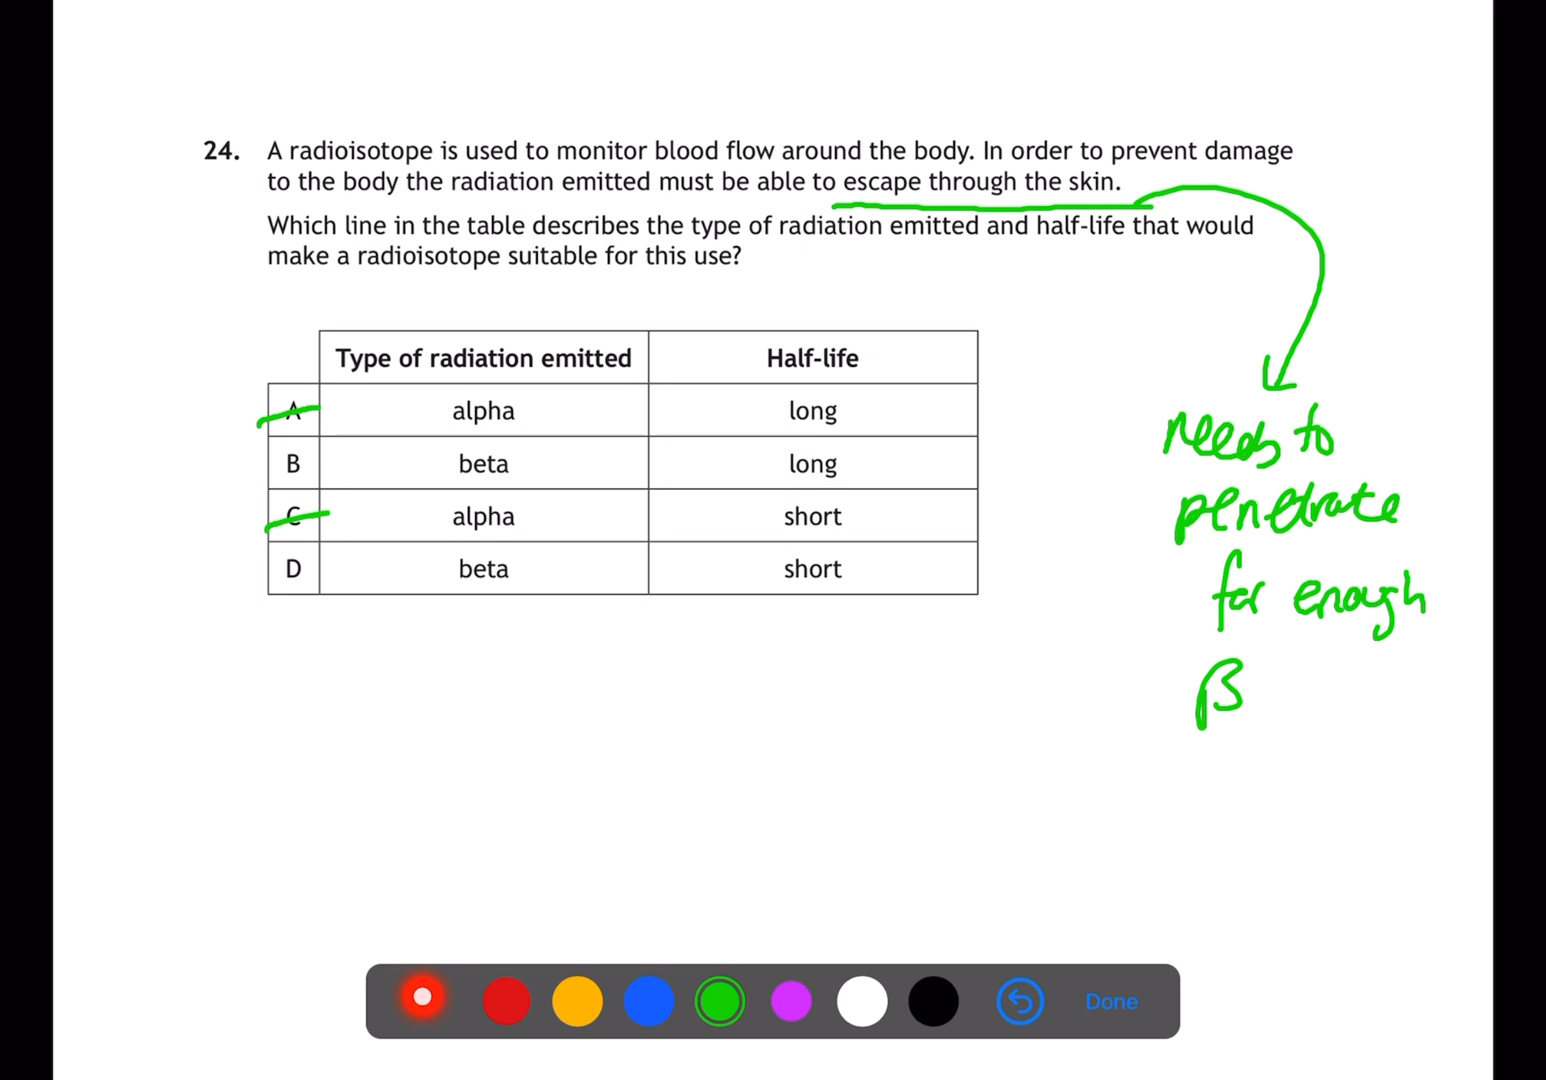 24. A radioisotope is used to monitor blood flow around the body. In order to prevent damage
to the body the radiation emitted must be able to escape through the skin.
Which line in the table describes the type of radiation emitted and half-life that would
make a radioisotope suitable for this use?
Type of radiation emitted Half-life
A alpha long
B beta long
C alpha short
D beta short
needs to
penetrate
far enough
β
Done